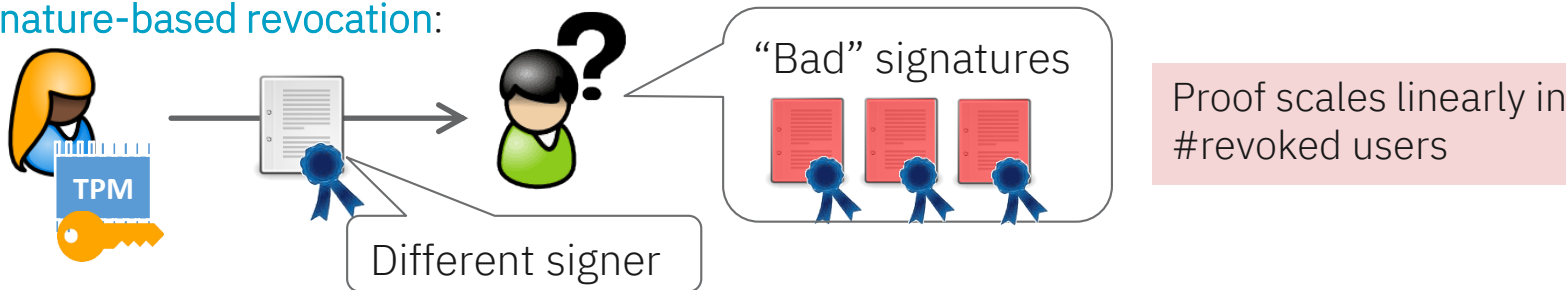 nature-based revocation:
“Bad” signatures
Proof scales linearly in
#revoked users
TPM
Different signer